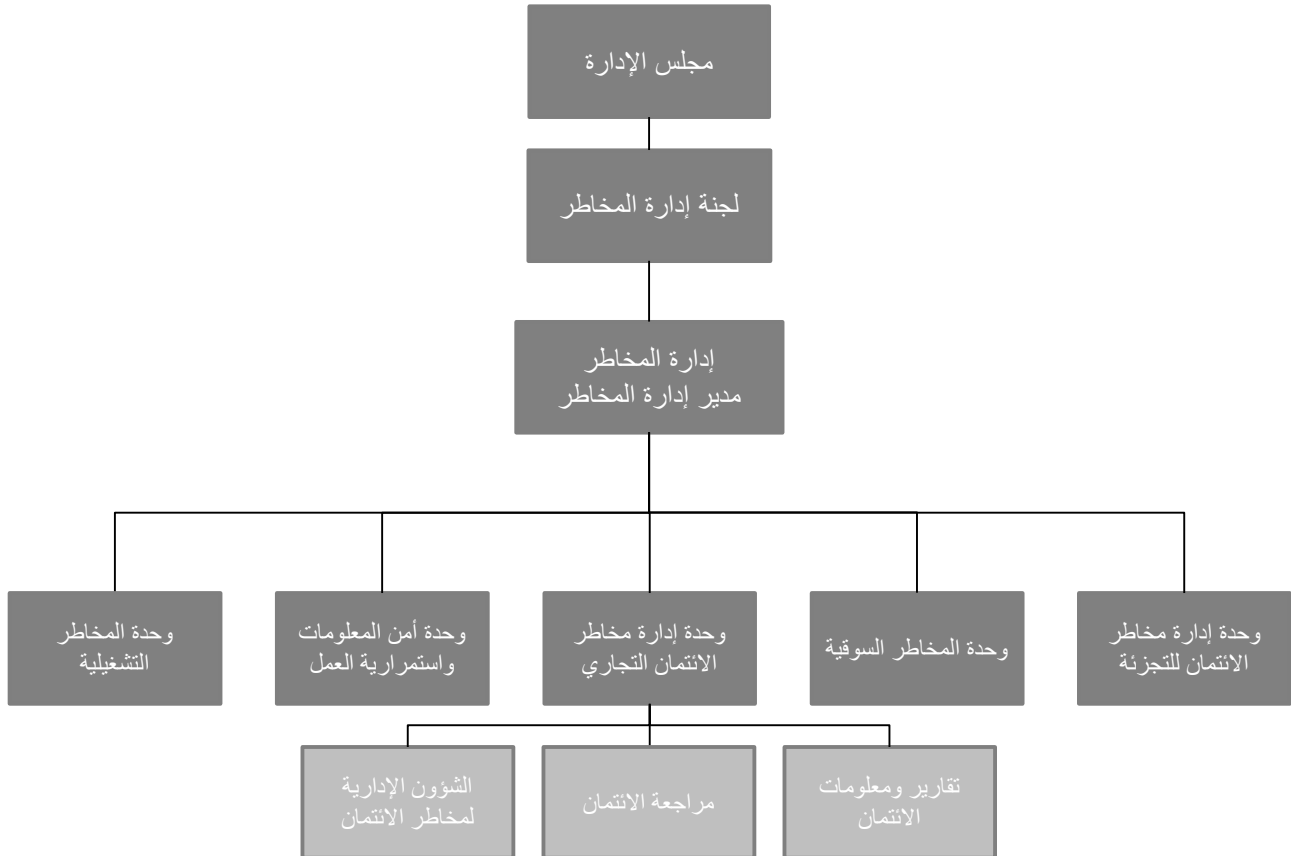 مجلس الإدارة
لجنة إدارة المخاطر
إدارة المخاطر
مدير إدارة المخاطر
وحدة إدارة مخاطر
الائتمان للتجزئة
وحدة المخاطر السوقية
وحدة إدارة مخاطر
الائتمان التجاري
وحدة أمن المعلومات
واستمرارية العمل
وحدة المخاطر
التشغيلية
تقارير ومعلومات
الائتمان
مراجعة الائتمان
الشؤون الإدارية
لمخاطر الائتمان